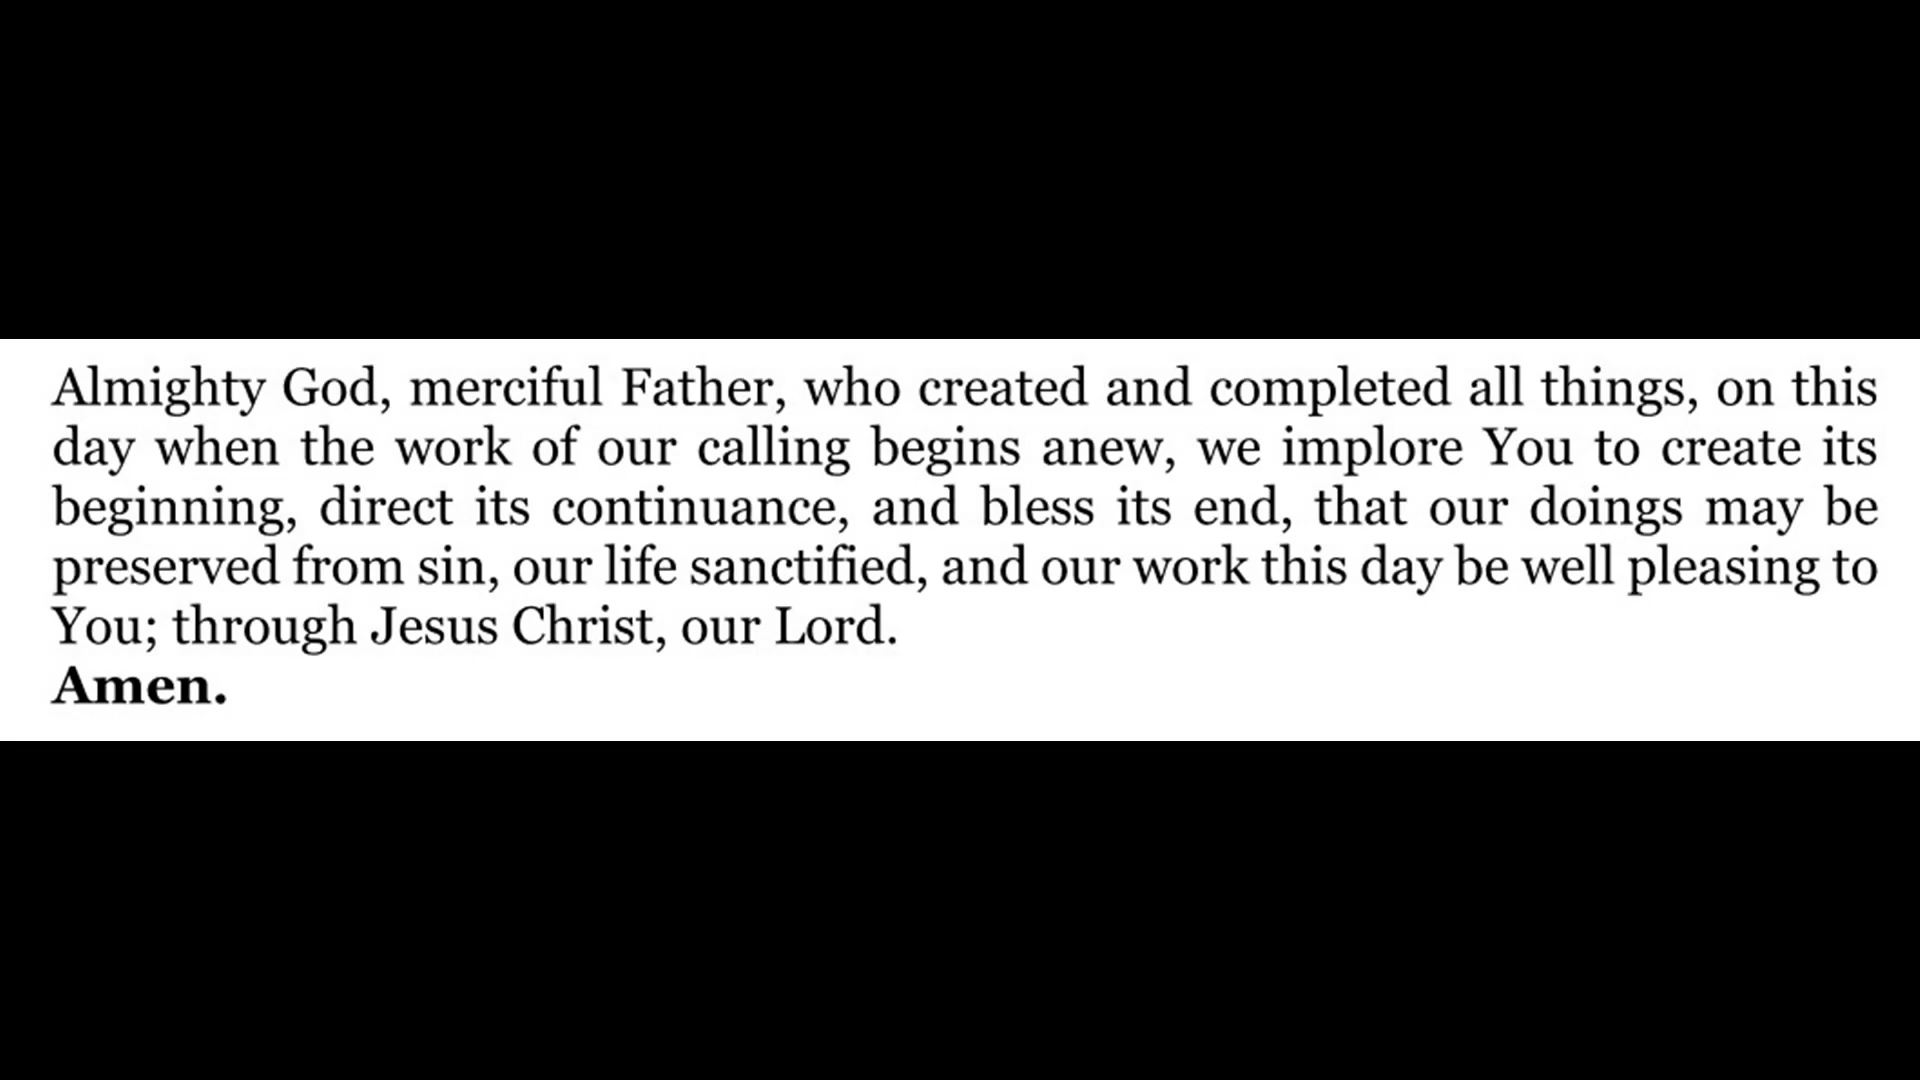 Almighty God, merciful Father, who created and completed all things, on this
day when the work of our calling begins anew, we implore You to create its
beginning, direct its continuance, and bless its end, that our doings may be
preserved from sin, our life sanctified, and our work this day be well pleasing to
You; through Jesus Christ, our Lord.
Amen.